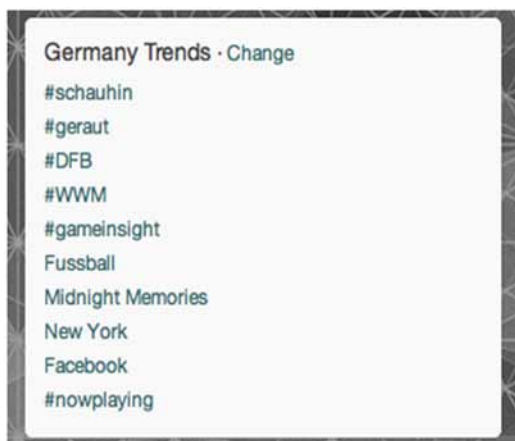 Germany Trends · Change
#schauhin
#geraut
#DFB
#WWM
#gameinsight
Fussball
Midnight Memories
New York
Facebook
#nowplaying